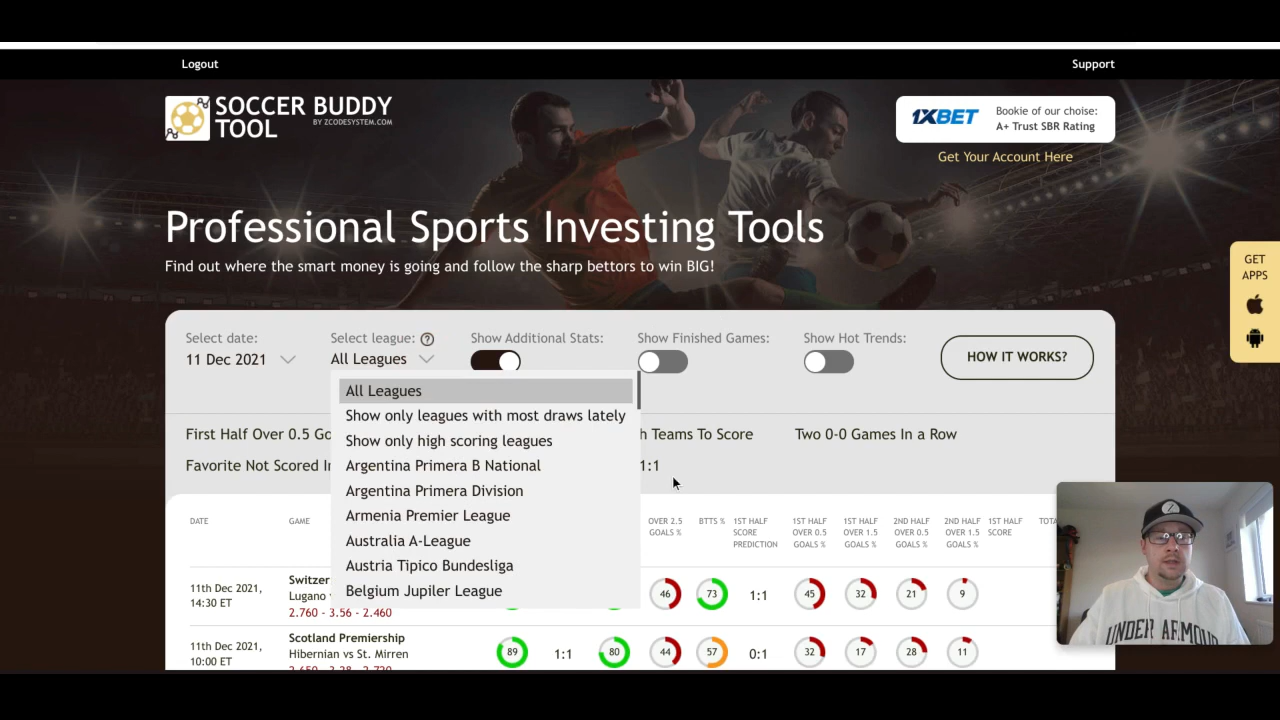 Logout
Support
SOCCER BUDDY
TOOL BY ZCODESYSTEM.COM
1XBET
Bookie of our choise:
A+ Trust SBR Rating
Get Your Account Here
Professional Sports Investing Tools
Find out where the smart money is going and follow the sharp bettors to win BIG!
GET
APPS
Select date:
11 Dec 2021
Select league: ?
All Leagues
Show Additional Stats:
Show Finished Games:
Show Hot Trends:
HOW IT WORKS?
All Leagues
Show only leagues with most draws lately
Show only high scoring leagues
Argentina Primera B National
Argentina Primera Division
Armenia Premier League
Australia A-League
Austria Tipico Bundesliga
Belgium Jupiler League
First Half Over 0.5
Teams To Score
Two 0-0 Games In a Row
Favorite Not Scored
1:1
DATE
GAME
OVER 2.5
GOALS %
BTTS %
1ST HALF
SCORE
PREDICTION
1ST HALF
OVER 0.5
GOALS %
1ST HALF
OVER 1.5
GOALS %
2ND HALF
OVER 0.5
GOALS %
2ND HALF
OVER 1.5
GOALS %
1ST HALF
SCORE
11th Dec 2021,
14:30 ET
Switzer
Lugano
2.760 - 3.56 - 2.460
46 73 1:1 45 32 21 9
11th Dec 2021,
10:00 ET
Scotland Premiership
Hibernian vs St. Mirren
89 1:1 80 44 57 0:1 32 17 28 11
UNDER ARMOUR